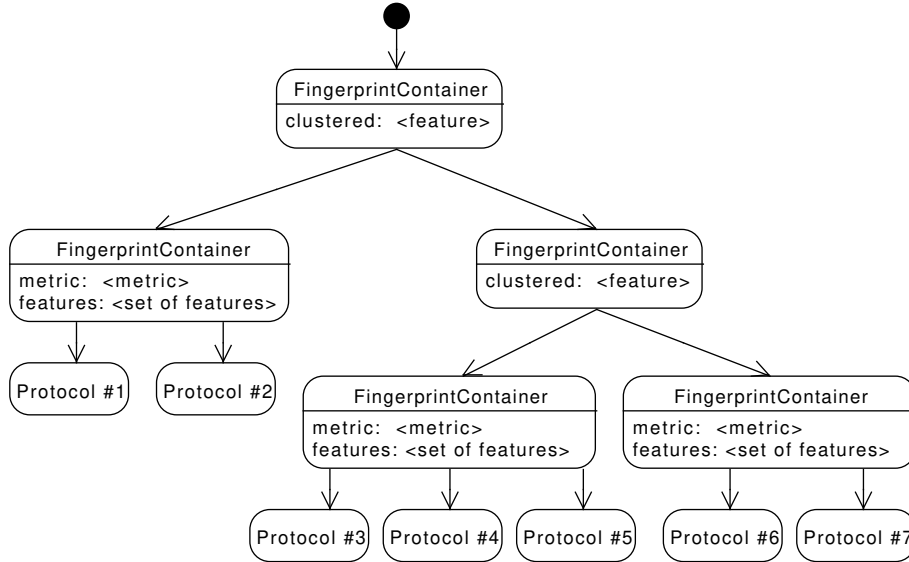 FingerprintContainer
clustered: <feature>
FingerprintContainer
metric: <metric>
features: <set of features>
FingerprintContainer
clustered: <feature>
Protocol #1
Protocol #2
FingerprintContainer
metric: <metric>
features: <set of features>
FingerprintContainer
metric: <metric>
features: <set of features>
Protocol #3
Protocol #4
Protocol #5
Protocol #6
Protocol #7